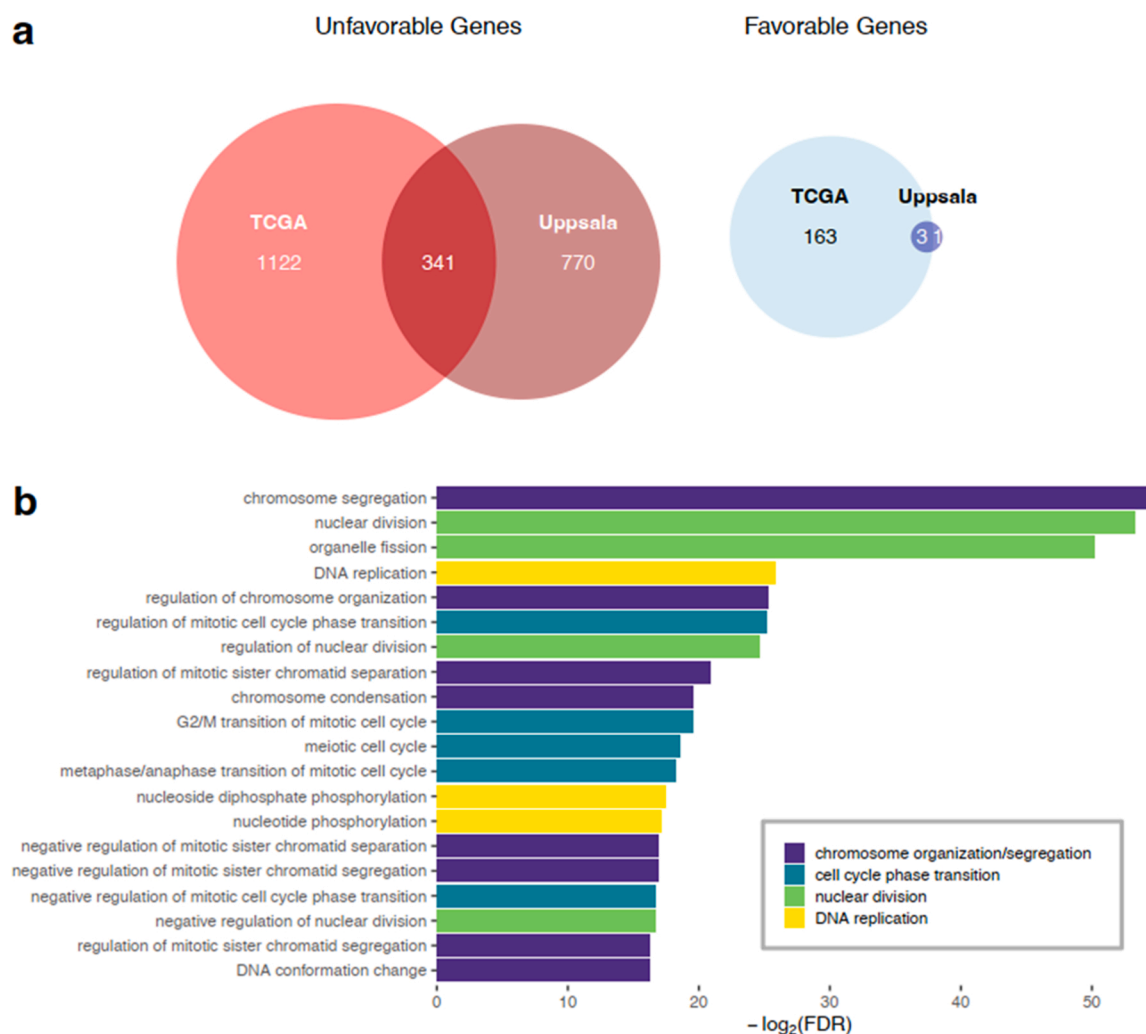 a
Unfavorable Genes
Favorable Genes
TCGA
1122
341
Uppsala
770
TCGA
163
Uppsala
3 1
b
chromosome segregation
nuclear division
organelle fission
DNA replication
regulation of chromosome organization
regulation of mitotic cell cycle phase transition
regulation of nuclear division
regulation of mitotic sister chromatid separation
chromosome condensation
G2/M transition of mitotic cell cycle
meiotic cell cycle
metaphase/anaphase transition of mitotic cell cycle
nucleoside diphosphate phosphorylation
nucleotide phosphorylation
negative regulation of mitotic sister chromatid separation
negative regulation of mitotic sister chromatid segregation
negative regulation of mitotic cell cycle phase transition
negative regulation of nuclear division
regulation of mitotic sister chromatid segregation
DNA conformation change
chromosome organization/segregation
cell cycle phase transition
nuclear division
DNA replication
0 10 20 30 40 50
−log₂(FDR)